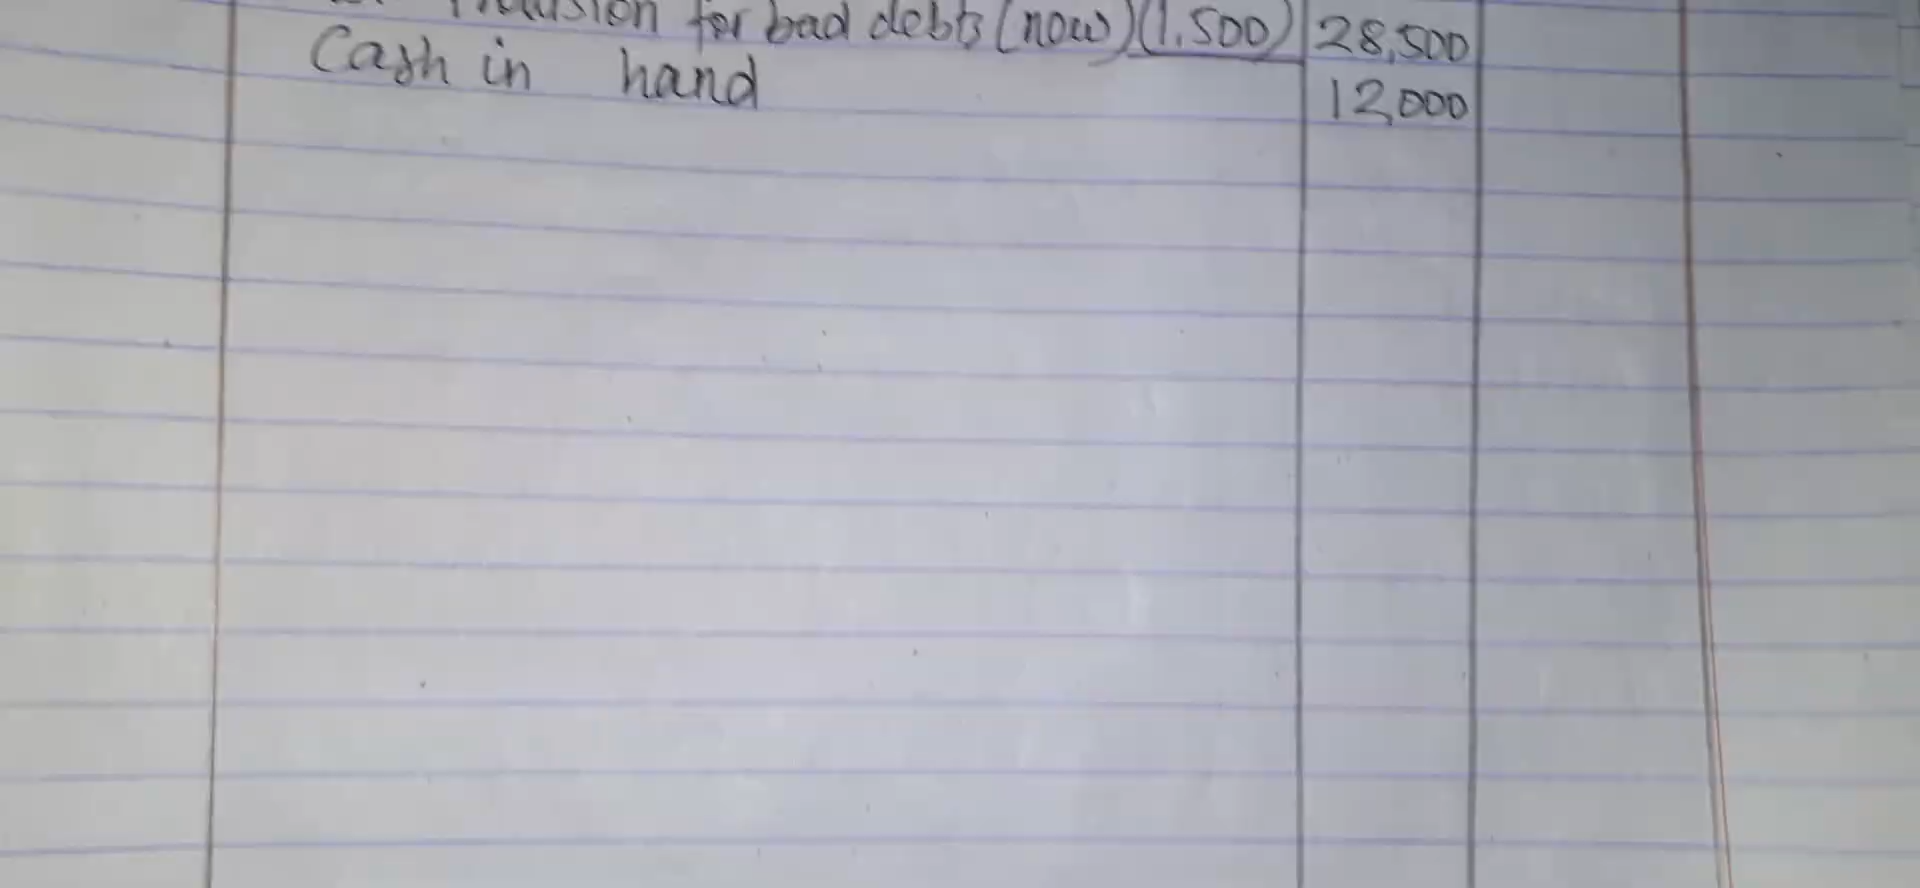 for bad debts (now) (1,500) 28,500
Cash in hand 12,000